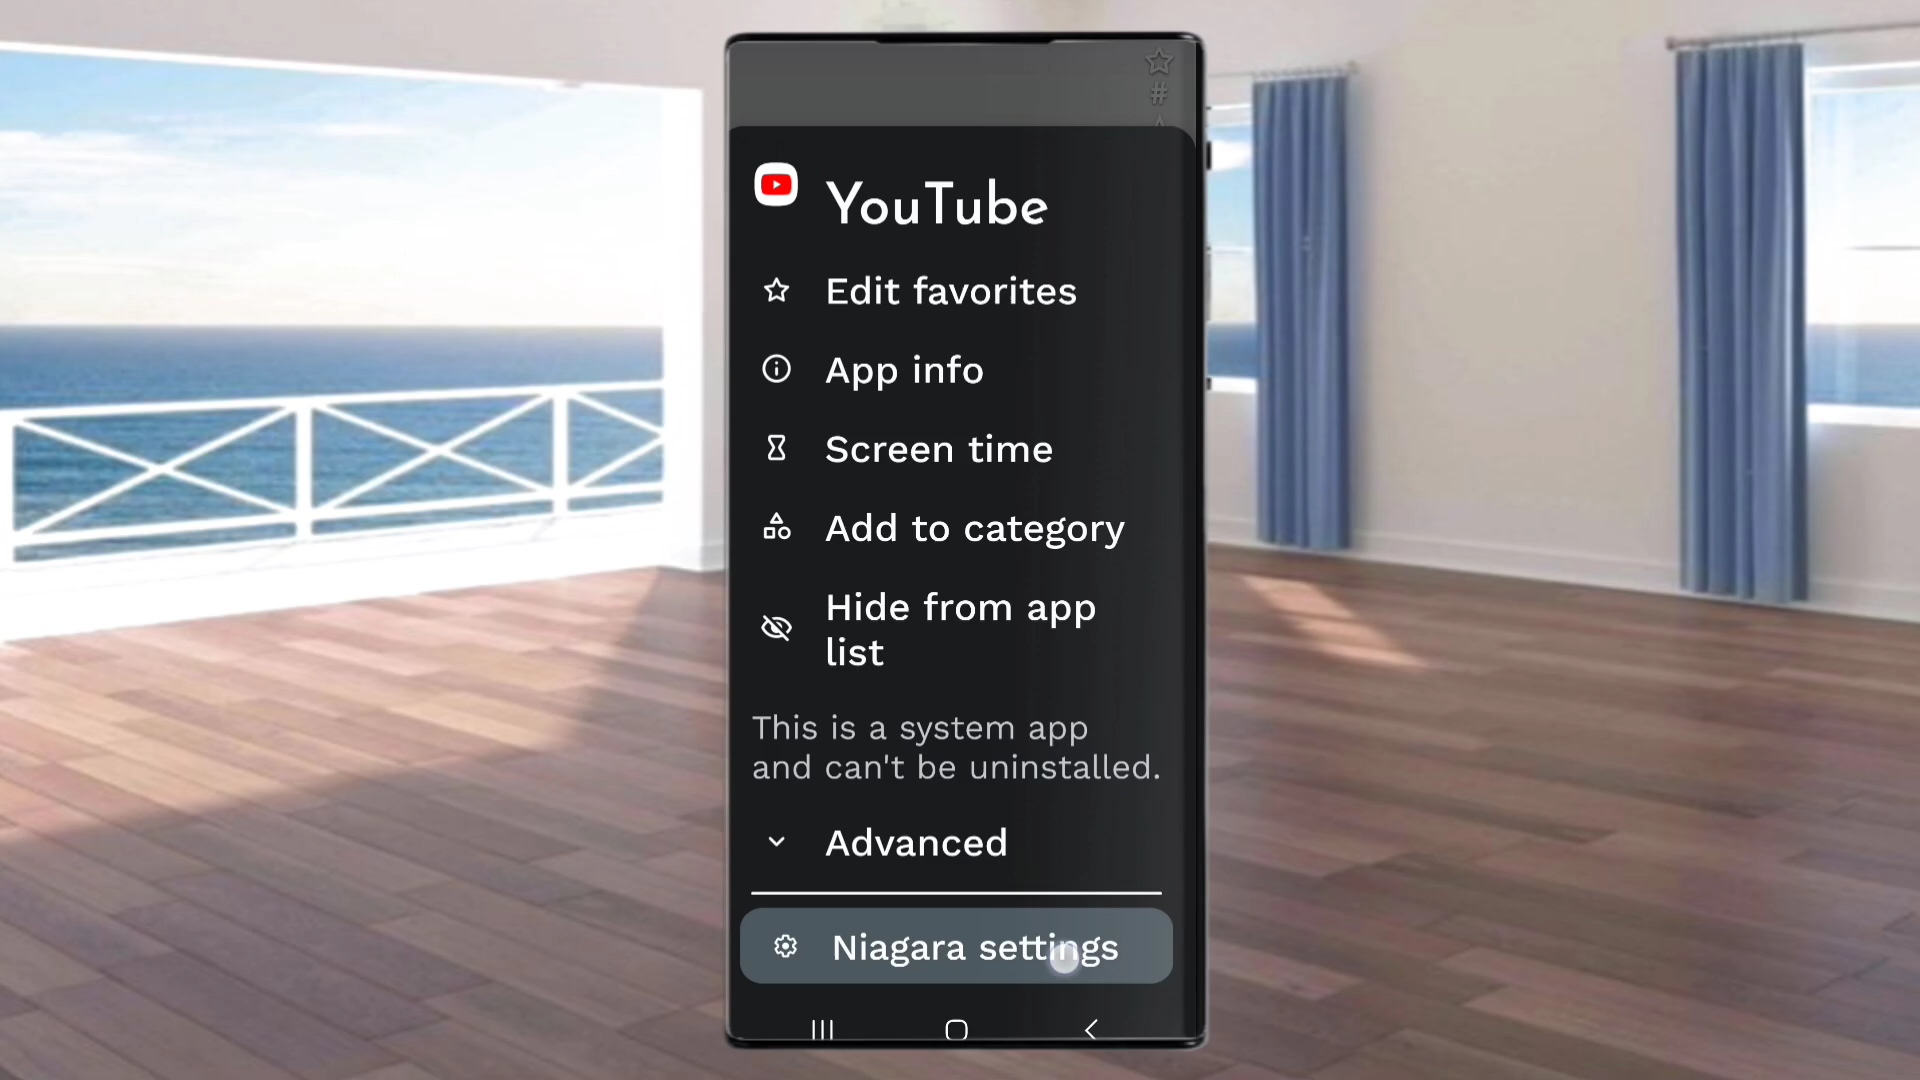 #
YouTube
Edit favorites
App info
Screen time
Add to category
Hide from app
list
This is a system app
and can't be uninstalled.
Advanced
Niagara settings